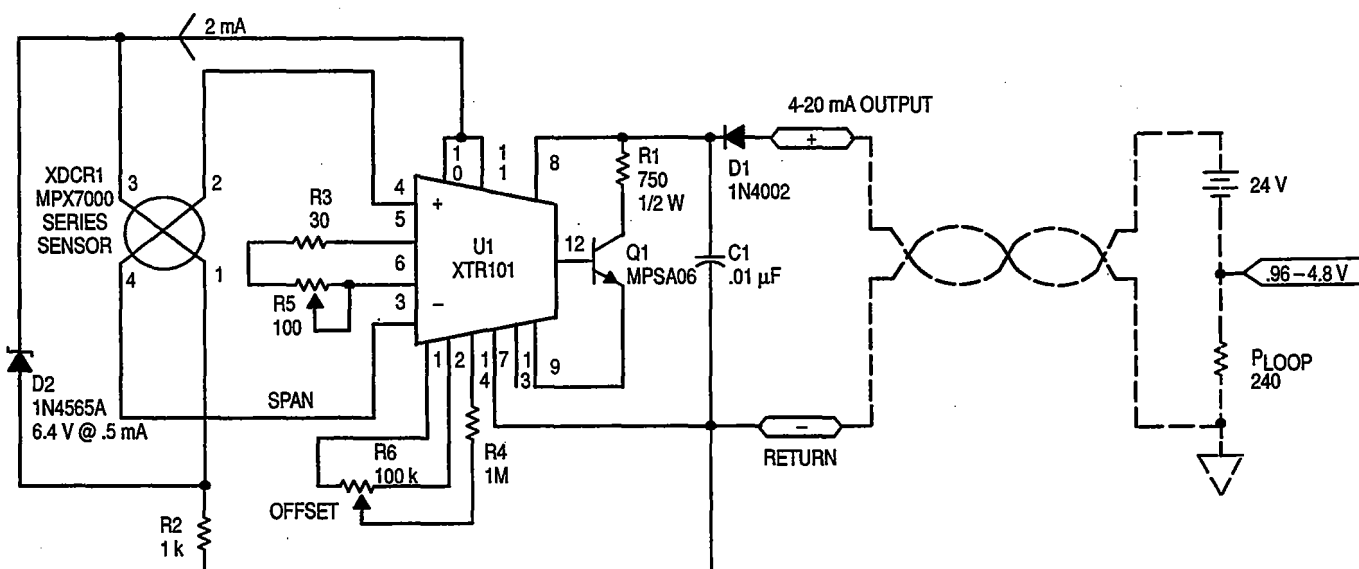 2 mA
4-20 mA OUTPUT
XDCR1
MPX7000
SERIES
SENSOR
3
2
4
1
R3
30
R5
100
4
+
5
6
3
−
1
0
1
1
8
U1
XTR101
12
R1
750
1/2 W
Q1
MPSA06
C1
.01 µF
D1
1N4002
+
24 V
.96–4.8 V
PLOOP
240
D2
1N4565A
6.4 V @ .5 mA
SPAN
1
2
1
4
7
1
3
9
R6
100 k
R4
1M
OFFSET
−
RETURN
R2
1 k